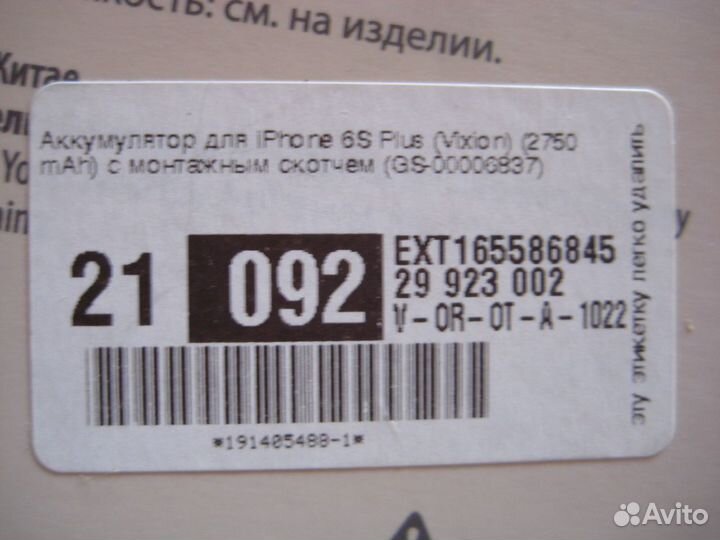 см. на изделии.
Китае
Аккумулятор для iPhone 6S Plus (Vixion) (2750
mAh) с монтажным скотчем (GS-00006837)
21 092
EXT165586845
29 923 002
V-OR-OT-A-1022
*191405488-1*
эту этикетку легко удалить
Avito